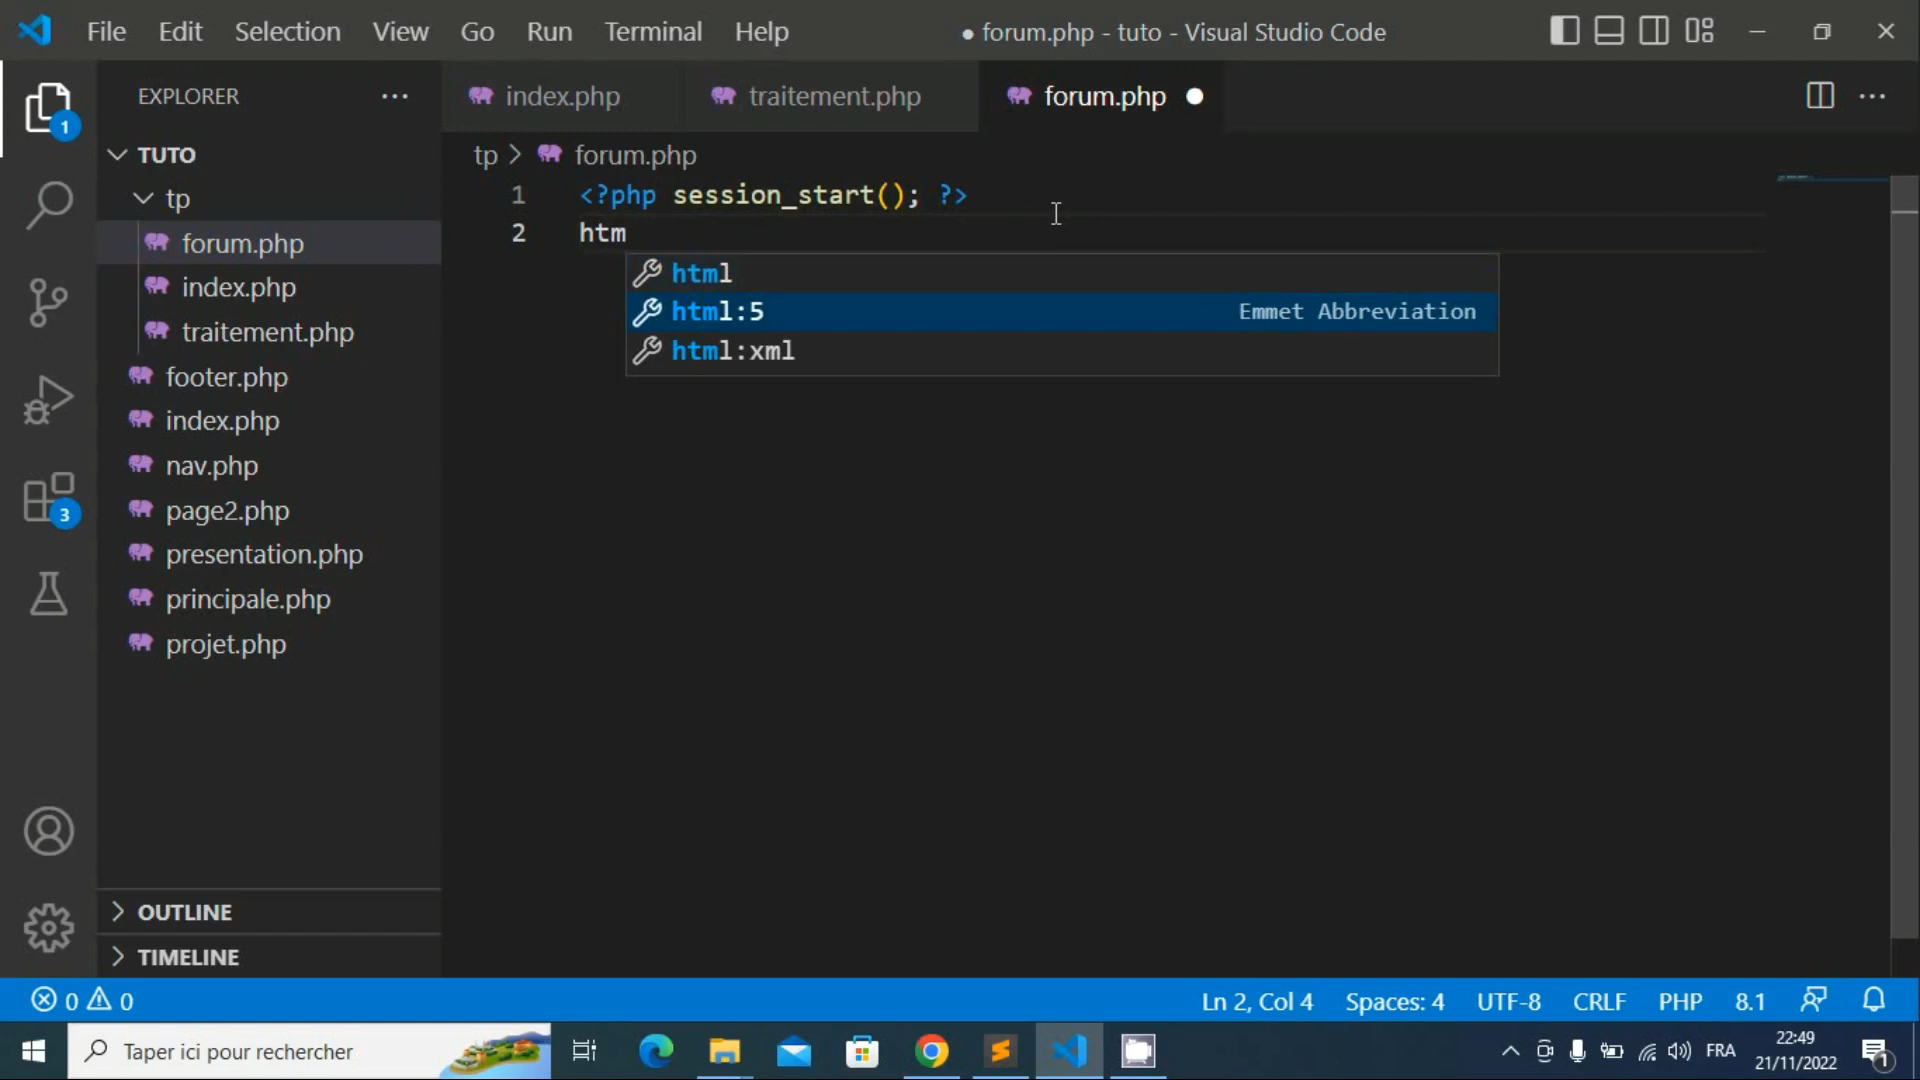 File Edit Selection View Go Run Terminal Help
● forum.php - tuto - Visual Studio Code
EXPLORER
index.php
traitement.php
forum.php
1
TUTO
tp > forum.php
tp
1 <?php session_start(); ?>
2 htm
forum.php
html
index.php
html:5 Emmet Abbreviation
traitement.php
html:xml
footer.php
index.php
nav.php
page2.php
3
presentation.php
principale.php
projet.php
OUTLINE
TIMELINE
0 0
Ln 2, Col 4 Spaces: 4 UTF-8 CRLF PHP 8.1
Taper ici pour rechercher
FRA
22:49
21/11/2022
1